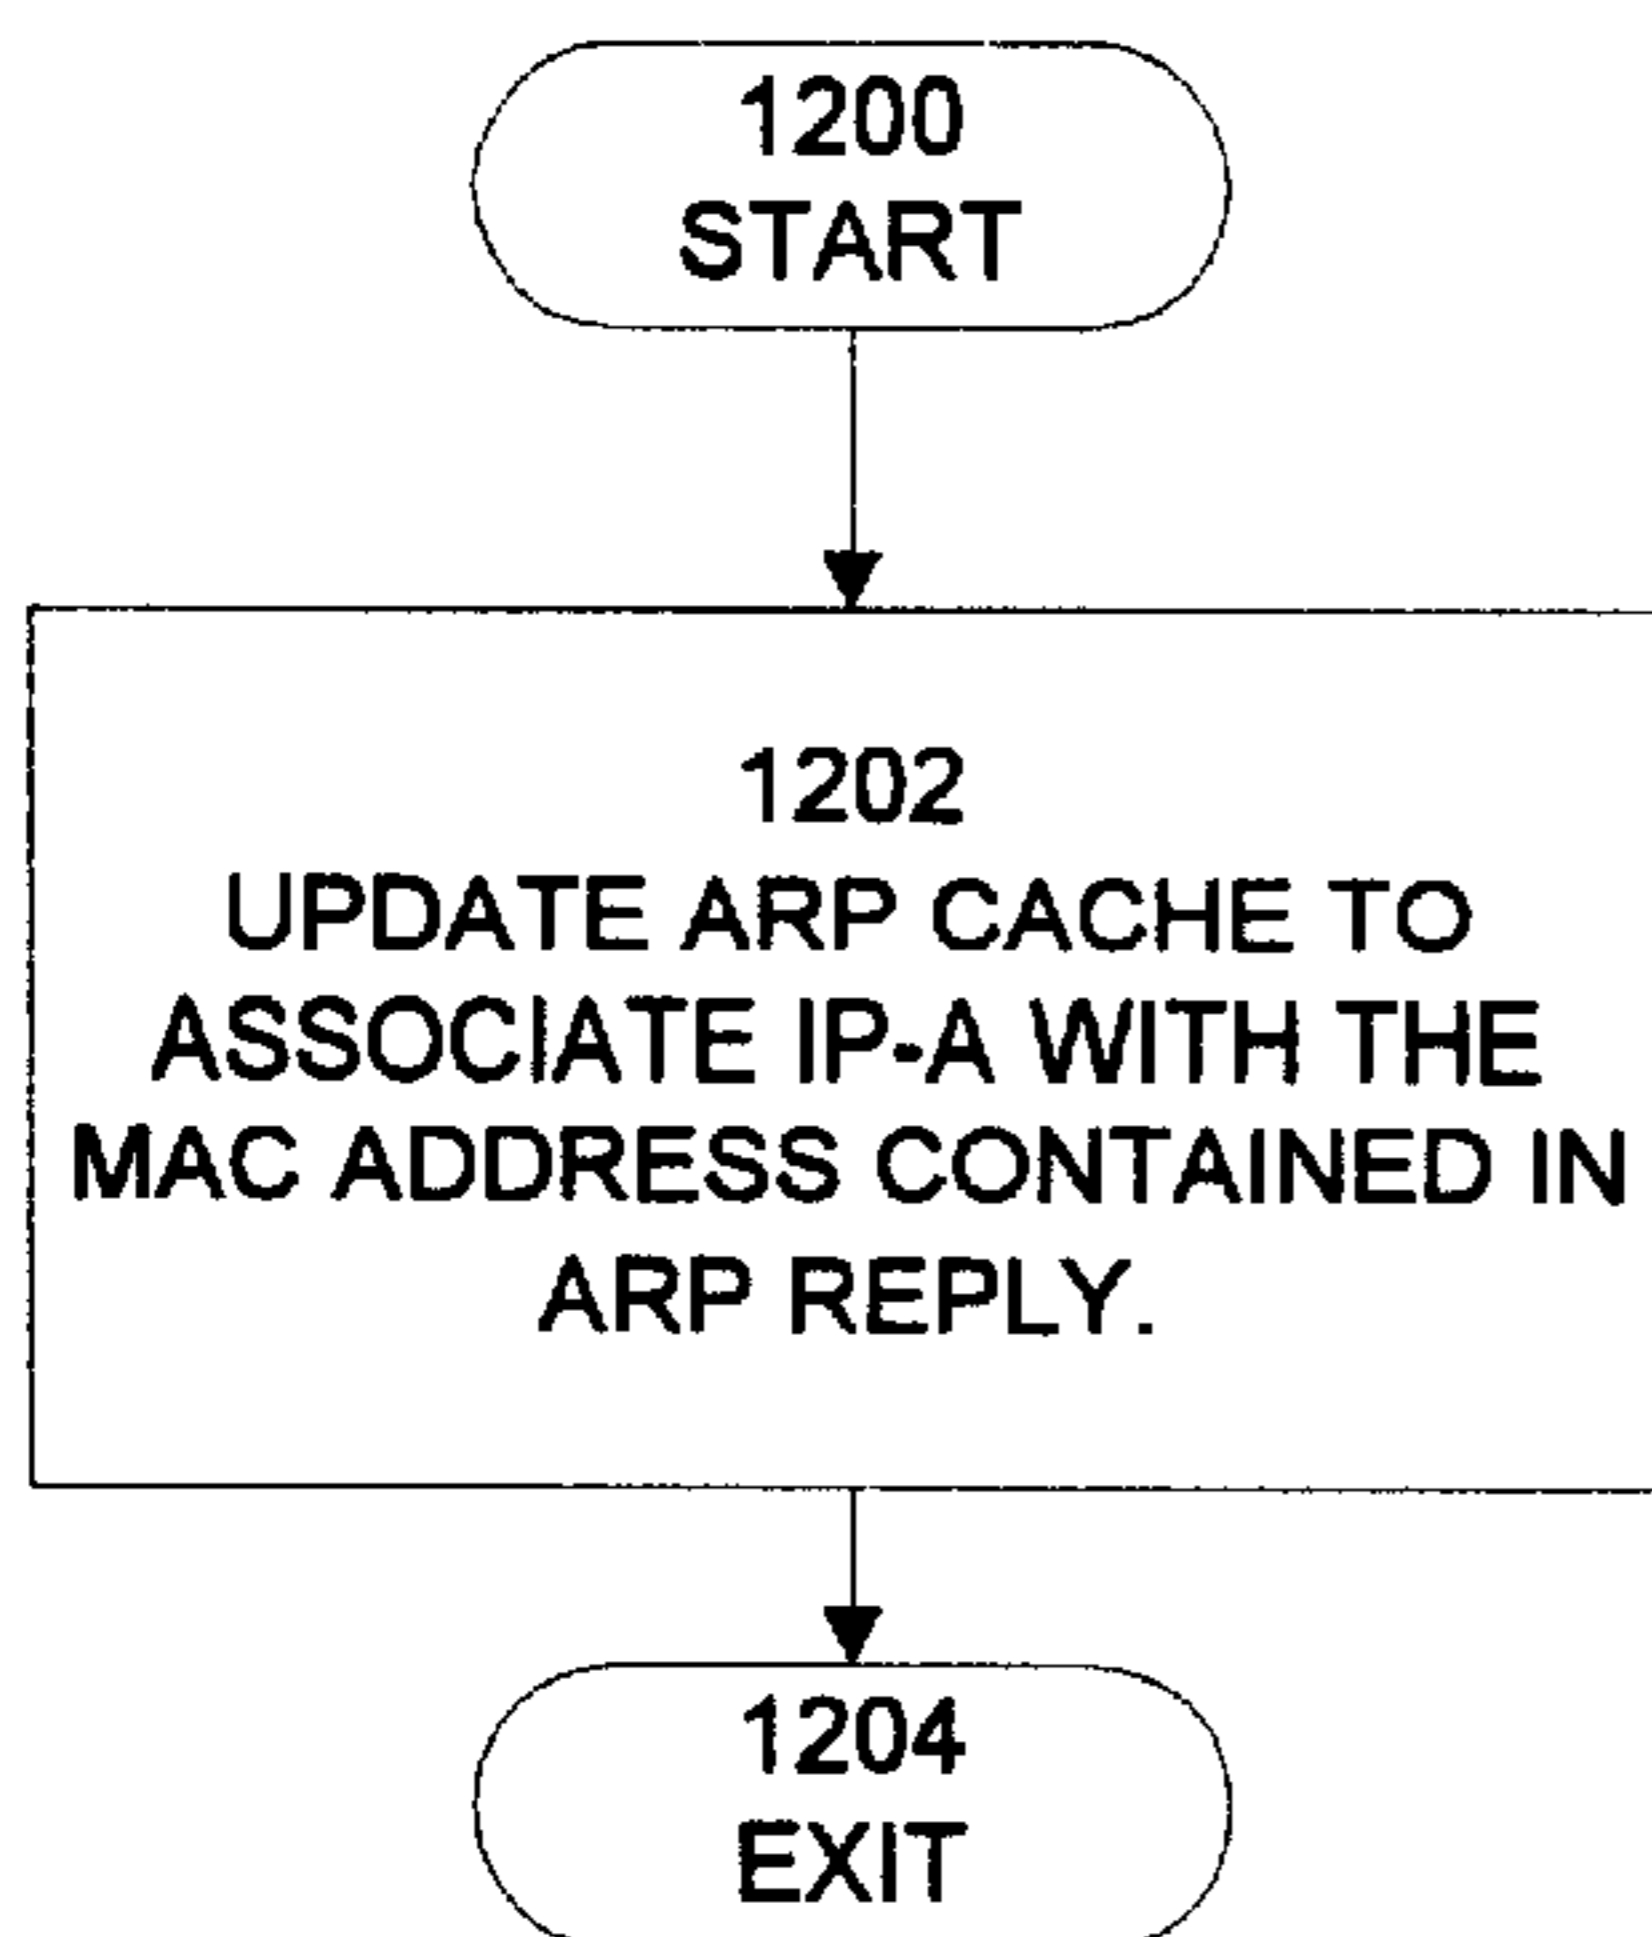 1200
START
1202
UPDATE ARP CACHE TO
ASSOCIATE IP-A WITH THE
MAC ADDRESS CONTAINED IN
ARP REPLY.
1204
EXIT